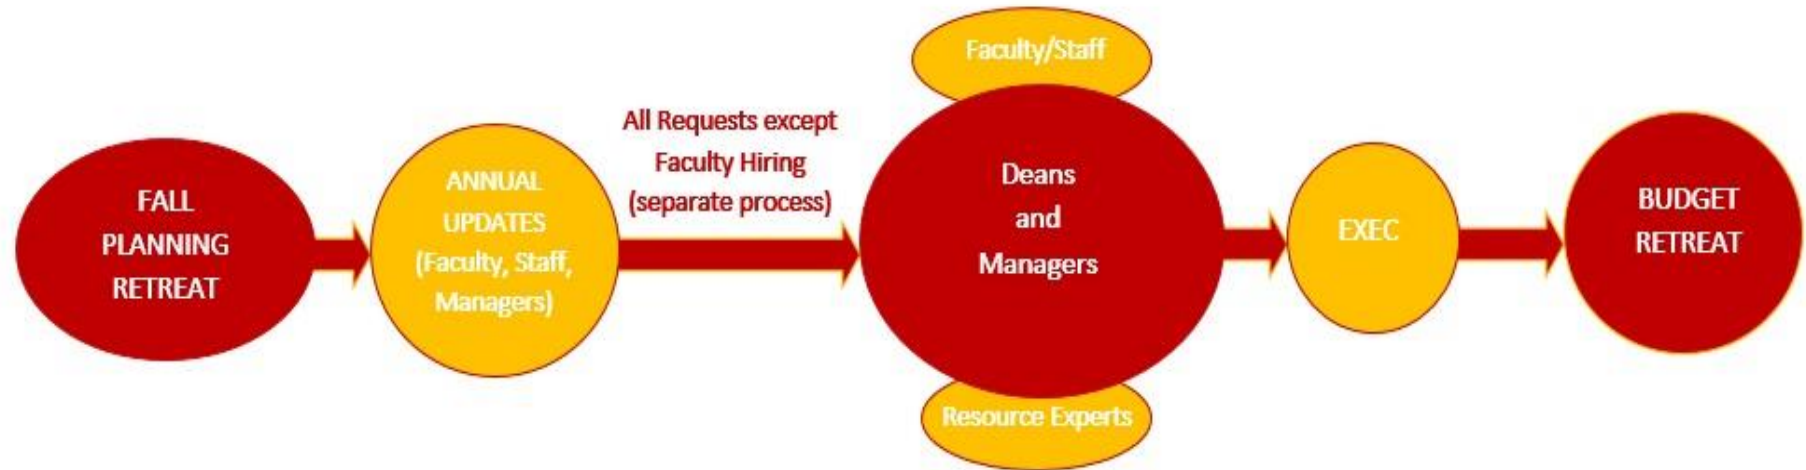 FALL
PLANNING
RETREAT
ANNUAL
UPDATES
(Faculty, Staff,
Managers)
All Requests except
Faculty Hiring
(separate process)
Faculty/Staff
Deans
and
Managers
Resource Experts
EXEC
BUDGET
RETREAT